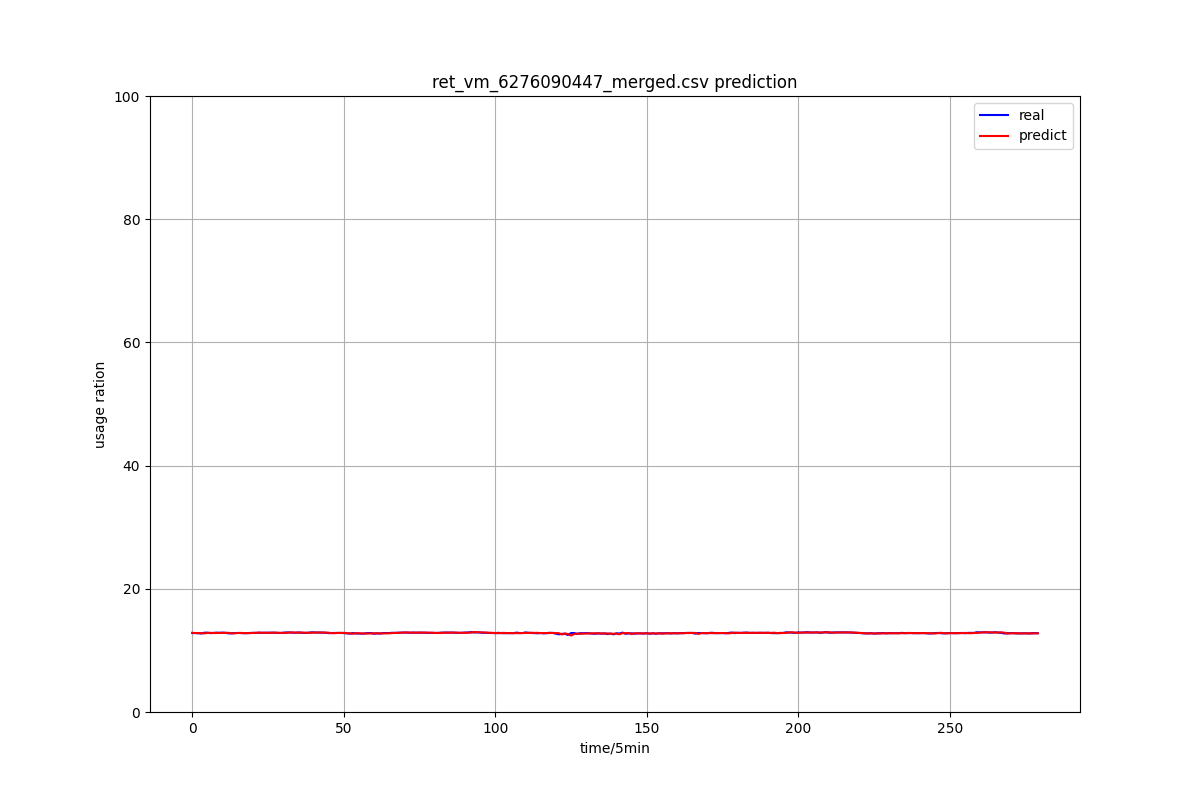 ret_vm_6276090447_merged.csv prediction
100
80
60
40
20
0
usage ration
real
predict
0 50 100 150 200 250
time/5min